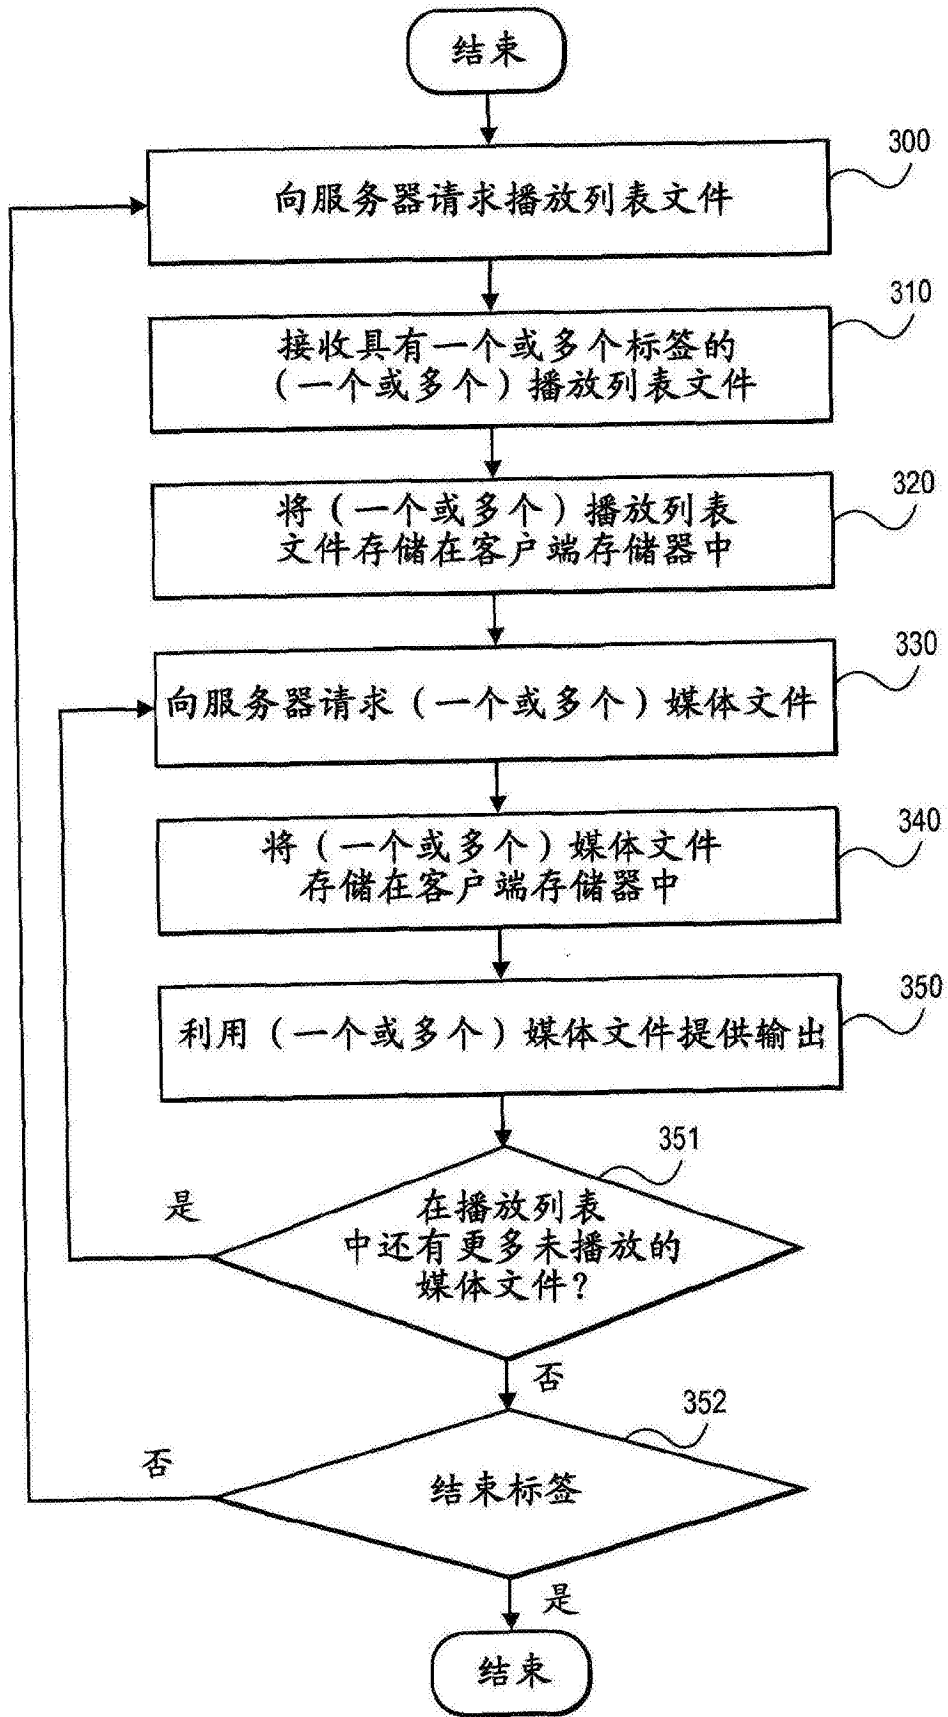 结束
300
向服务器请求播放列表文件
310
接收具有一个或多个标签的
（一个或多个）播放列表文件
320
将（一个或多个）播放列表
文件存储在客户端存储器中
330
向服务器请求（一个或多个）媒体文件
340
将（一个或多个）媒体文件
存储在客户端存储器中
350
利用（一个或多个）媒体文件提供输出
351
是
在播放列表
中还有更多未播放的
媒体文件？
否
352
否
结束标签
是
结束